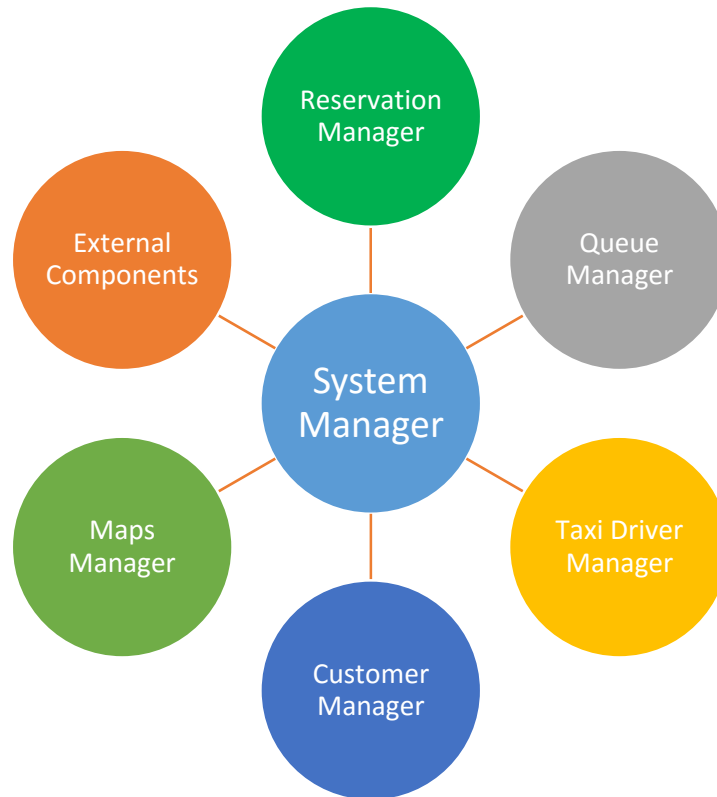 Reservation
Manager
External
Components
Queue
Manager
System
Manager
Maps
Manager
Taxi Driver
Manager
Customer
Manager